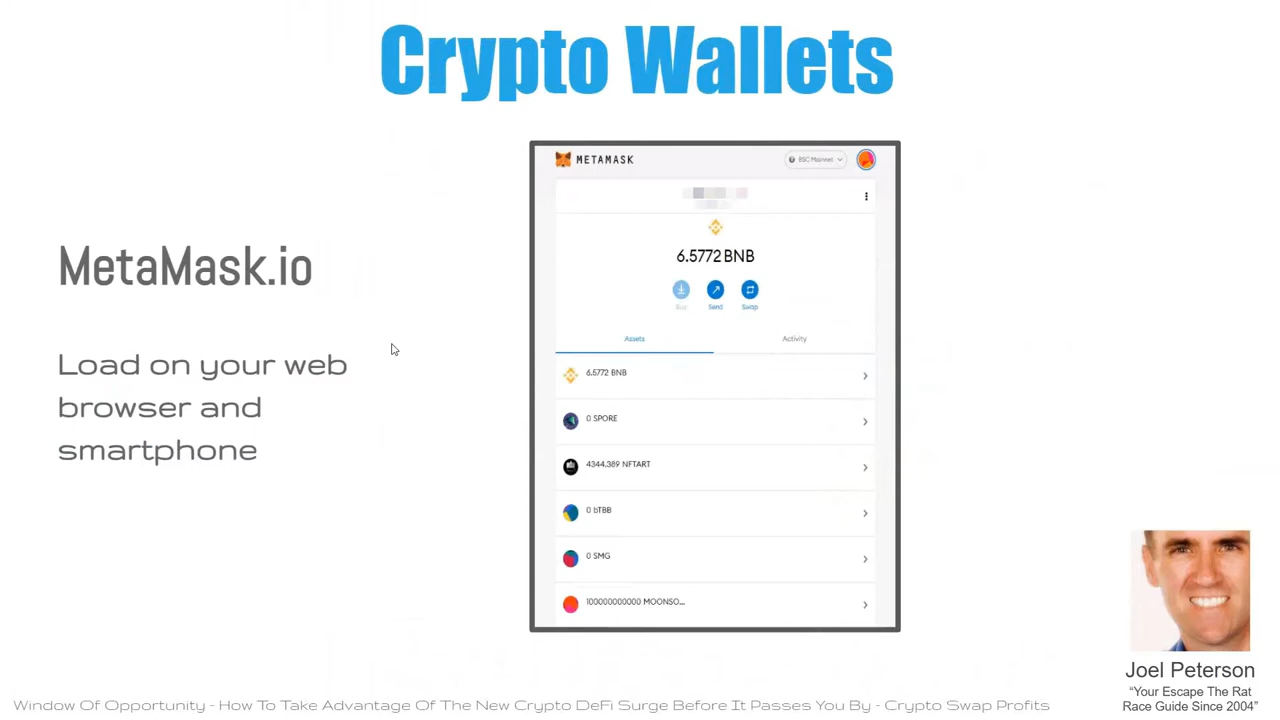 Crypto Wallets
METAMASK
BSC Mainnet
6.5772 BNB
Buy
Send
Swap
Assets
Activity
6.5772 BNB
0 SPORE
4344.389 NFTART
0 bTBB
0 SMG
100000000000 MOONSO...
MetaMask.io
Load on your web
browser and
smartphone
Joel Peterson
“Your Escape The Rat
Race Guide Since 2004”
Window Of Opportunity - How To Take Advantage Of The New Crypto DeFi Surge Before It Passes You By - Crypto Swap Profits